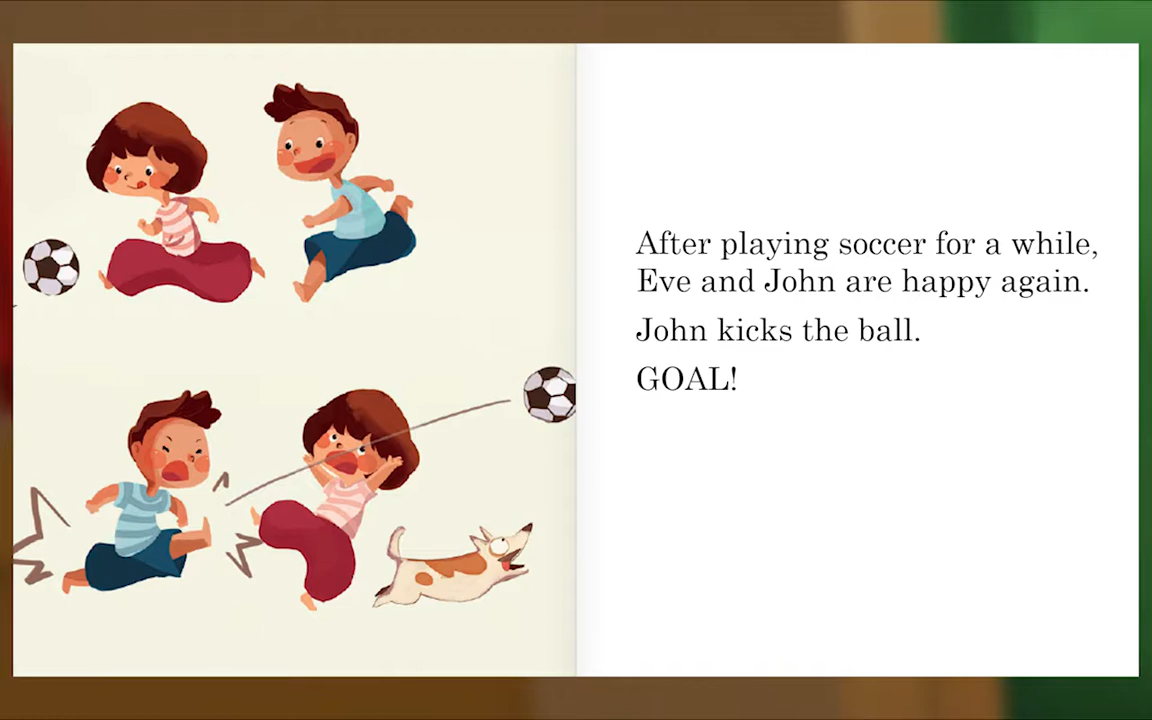 After playing soccer for a while,
Eve and John are happy again.
John kicks the ball.
GOAL!